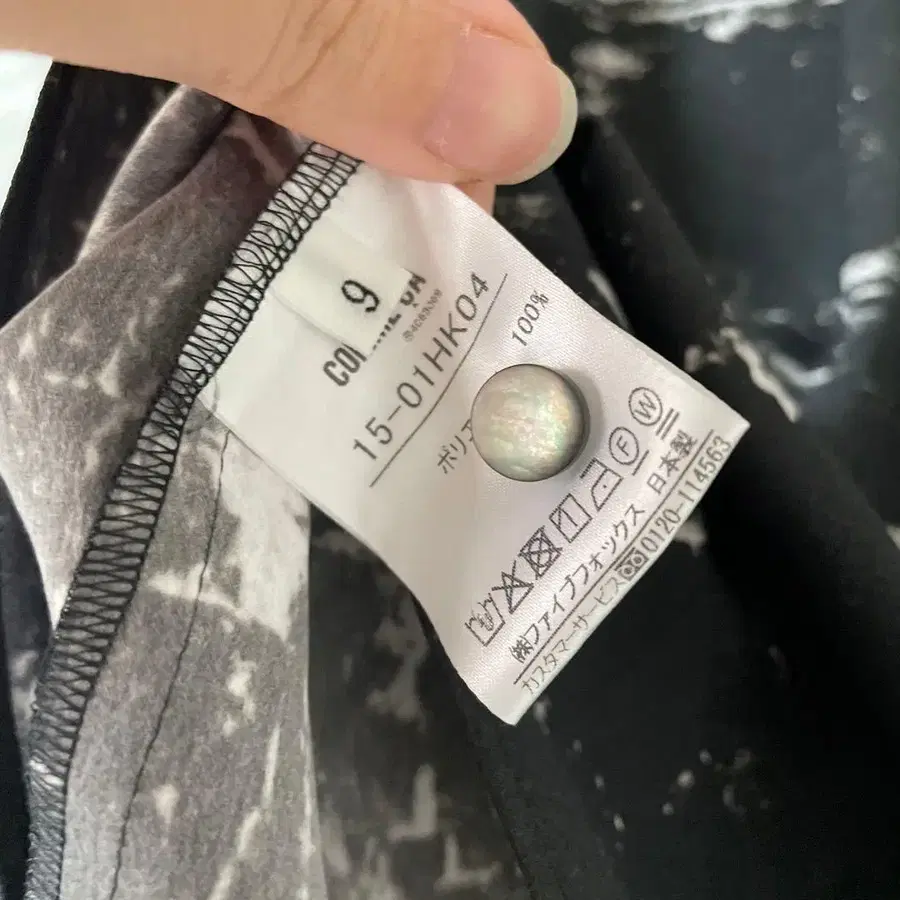 9
15-01HK04
ポリ 100%
W
F
(株)ファイブフォックス 日本製
カスタマーサービス 0120-114563